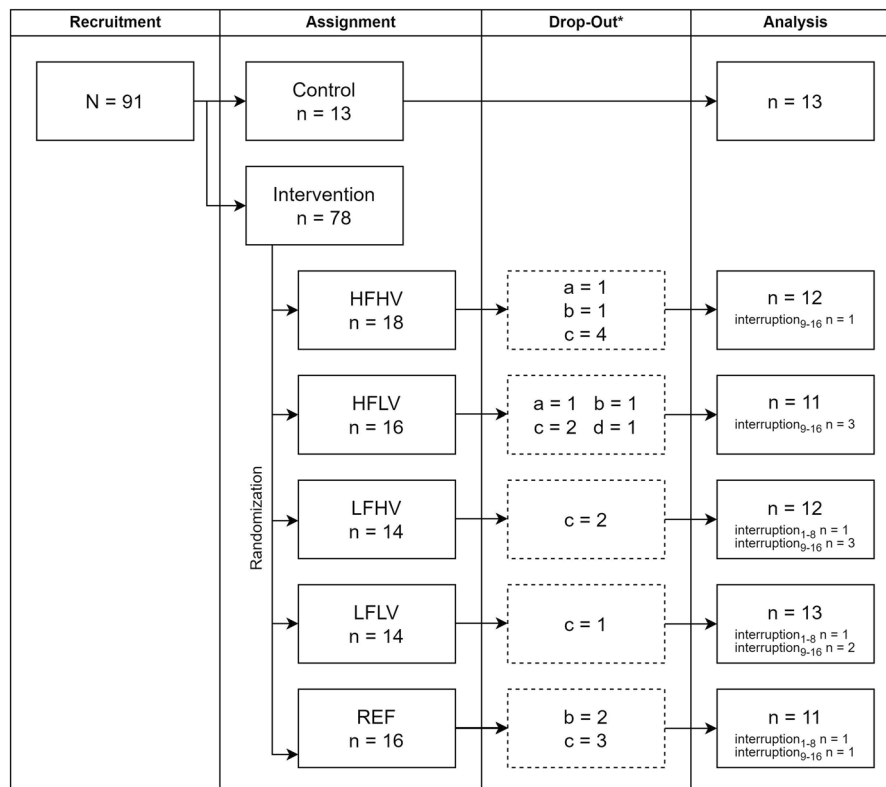 Recruitment
Assignment
Drop-Out*
Analysis
N = 91
Control
n = 13
n = 13
Intervention
n = 78
Randomization
HFHV
n = 18
a = 1
b = 1
c = 4
n = 12
interruption9-16 n = 1
HFLV
n = 16
a = 1 b = 1
c = 2 d = 1
n = 11
interruption9-16 n = 3
LFHV
n = 14
c = 2
n = 12
interruption1-8 n = 1
interruption9-16 n = 3
LFLV
n = 14
c = 1
n = 13
interruption1-8 n = 1
interruption9-16 n = 2
REF
n = 16
b = 2
c = 3
n = 11
interruption1-8 n = 1
interruption9-16 n = 1